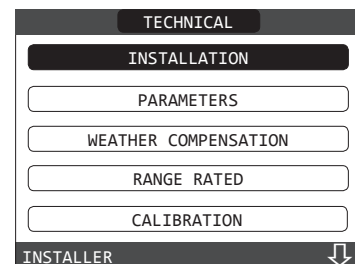 TECHNICAL
INSTALLATION
PARAMETERS
WEATHER COMPENSATION
RANGE RATED
CALIBRATION
INSTALLER